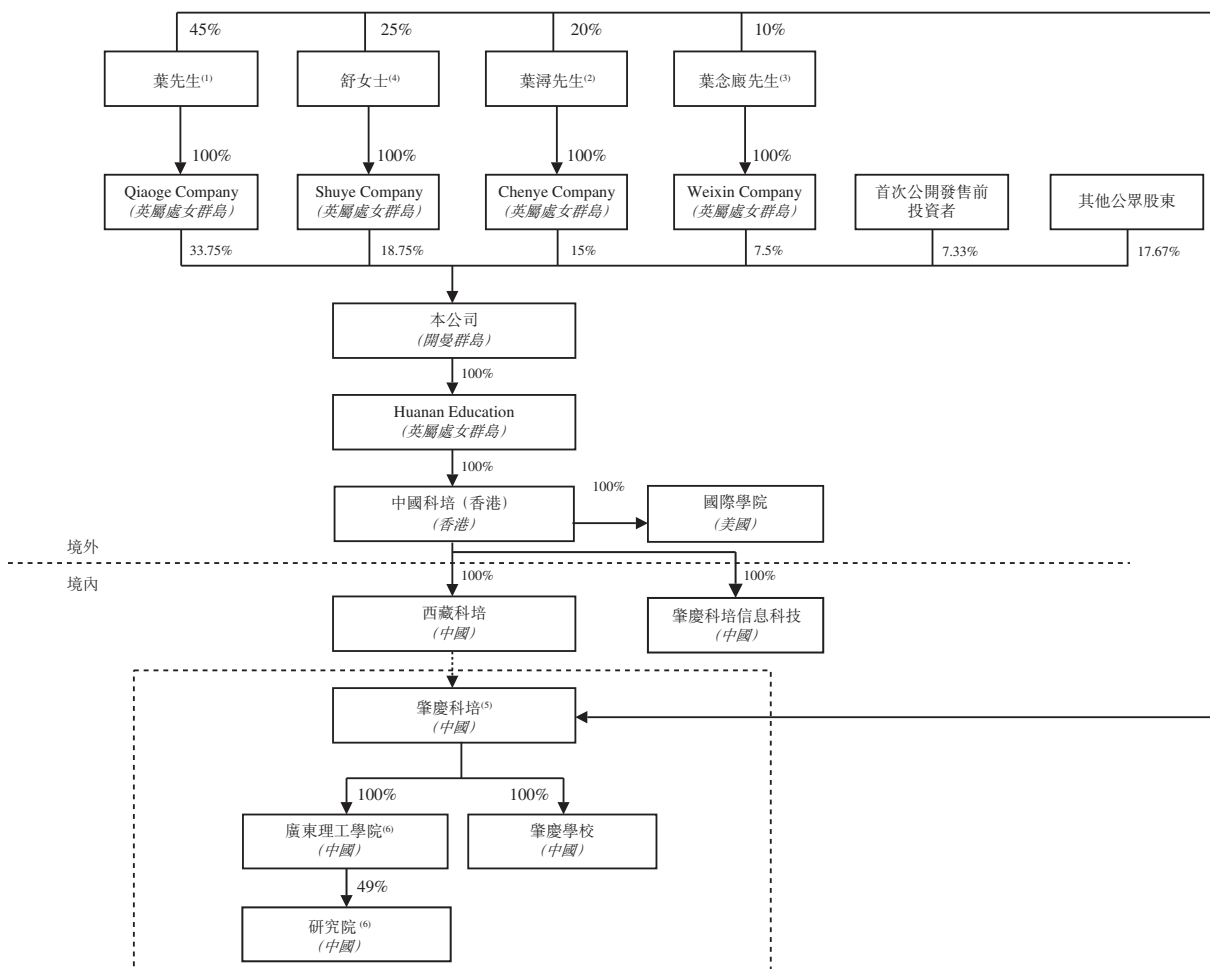 45%
25%
20%
10%
葉先生(1)
舒女士(4)
葉潯先生(2)
葉念廄先生(3)
100%
100%
100%
100%
Qiaoge Company
(英屬處女群島)
Shuye Company
(英屬處女群島)
Chenye Company
(英屬處女群島)
Weixin Company
(英屬處女群島)
首次公開發售前
投資者
其他公眾股東
33.75%
18.75%
15%
7.5%
7.33%
17.67%
本公司
(開曼群島)
100%
Huanan Education
(英屬處女群島)
100%
中國科培（香港）
(香港)
100%
國際學院
(美國)
境外
境內
100%
100%
西藏科培
(中國)
肇慶科培信息科技
(中國)
肇慶科培(5)
(中國)
100%
100%
廣東理工學院(6)
(中國)
肇慶學校
(中國)
49%
研究院(6)
(中國)